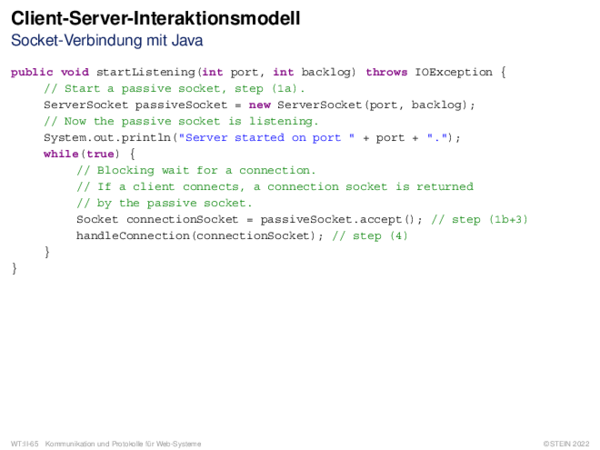 Client-Server-Interaktionsmodell
Socket-Verbindung mit Java
public void startListening(int port, int backlog) throws IOException {
// Start a passive socket, step (1a).
ServerSocket passiveSocket = new ServerSocket(port, backlog);
// Now the passive socket is listening.
System.out.println("Server started on port " + port + ".");
while(true) {
// Blocking wait for a connection.
// If a client connects, a connection socket is returned
// by the passive socket.
Socket connectionSocket = passiveSocket.accept(); // step (1b+3)
handleConnection(connectionSocket); // step (4)
}
}
WT:II-65 Kommunikation und Protokolle für Web-Systeme ©STEIN 2022